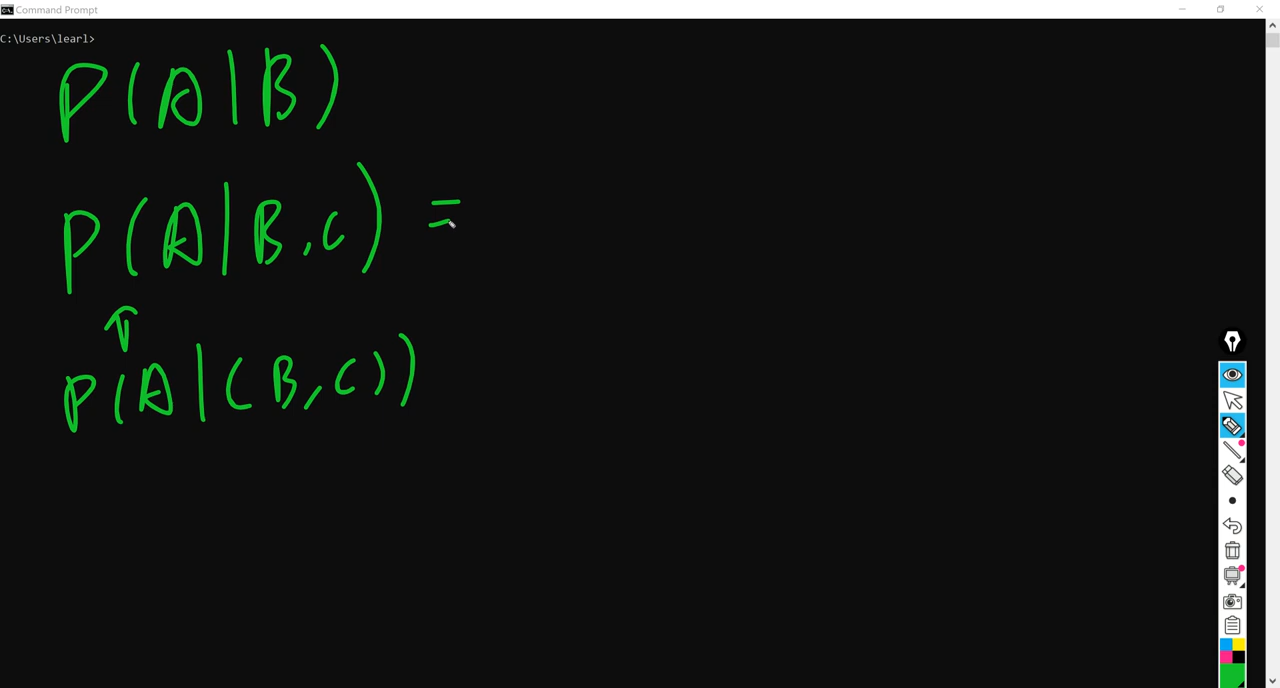 Command Prompt
C:\Users\learl>
P(A|B)
P(A|B,C) =
↑
P(A|(B,C))